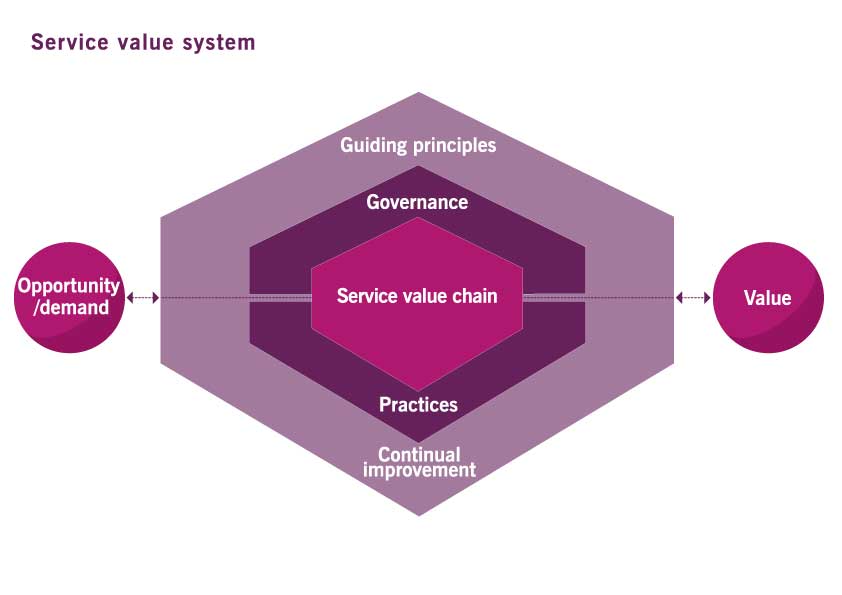 Service value system
Guiding principles
Governance
Opportunity
/demand
Service value chain
Value
Practices
Continual
improvement